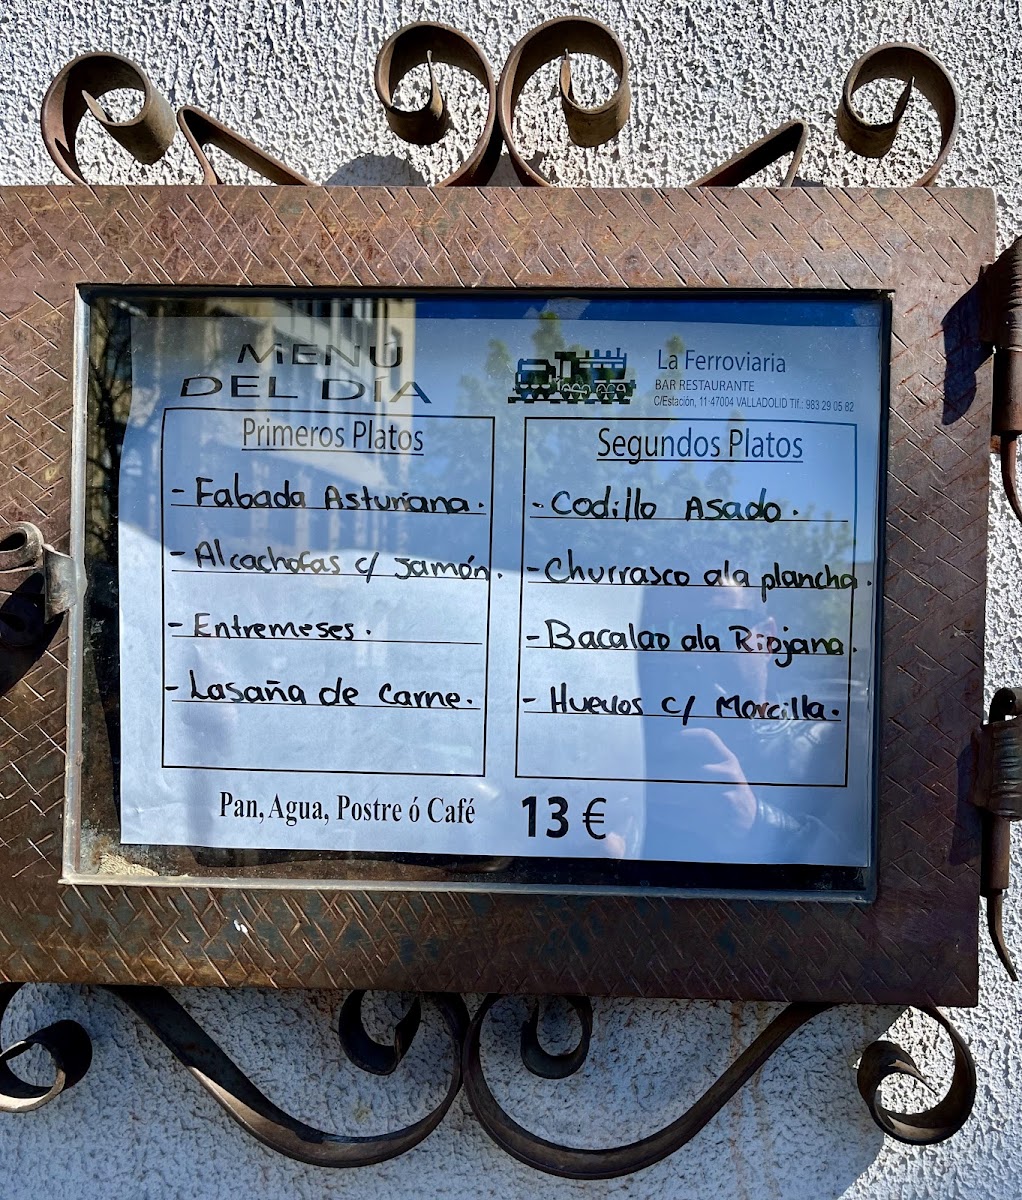 MENÚ
DEL DÍA
La Ferroviaria
BAR RESTAURANTE
C/Estación, 11·47004 VALLADOLID Tlf.: 983 29 05 82
Primeros Platos
- Fabada Asturiana.
- Alcachofas c/ Jamón.
- Entremeses.
- Lasaña de Carne.
Segundos Platos
- Codillo Asado.
- Churrasco ala plancha.
- Bacalao ala Riojana.
- Huevos c/ Morcilla.
Pan, Agua, Postre ó Café 13 €